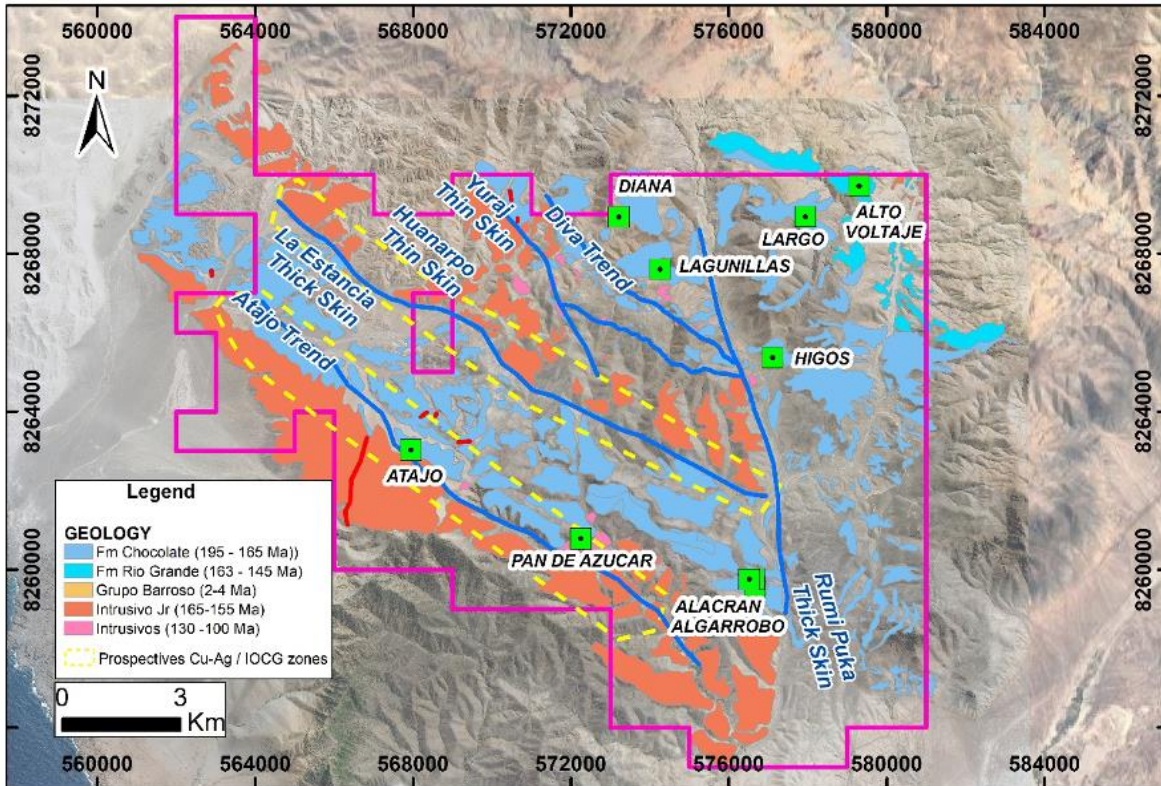 560000 564000 568000 572000 576000 580000 584000
N
8272000
8272000
DIANA
ALTO
VOLTAJE
LARGO
Yuraj
Thin Skin
Diva Trend
Huanarpo
Thin Skin
La Estancia
Thick Skin
Atajo Trend
8268000
8268000
LAGUNILLAS
HIGOS
8264000
8264000
ATAJO
PAN DE AZUCAR
8260000
8260000
ALACRAN
ALGARROBO
Rumi Puka
Thick Skin
Legend
GEOLOGY
Fm Chocolate (195 - 165 Ma))
Fm Rio Grande (163 - 145 Ma)
Grupo Barroso (2-4 Ma)
Intrusivo Jr (165-155 Ma)
Intrusivos (130 -100 Ma)
Prospectives Cu-Ag / IOCG zones
0 3
Km
560000 564000 568000 572000 576000 580000 584000